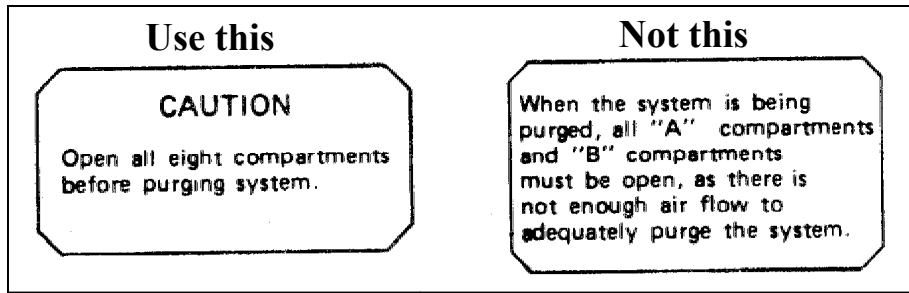 Use this
CAUTION
Open all eight compartments
before purging system.
Not this
When the system is being
purged, all "A" compartments
and "B" compartments
must be open, as there is
not enough air flow to
adequately purge the system.